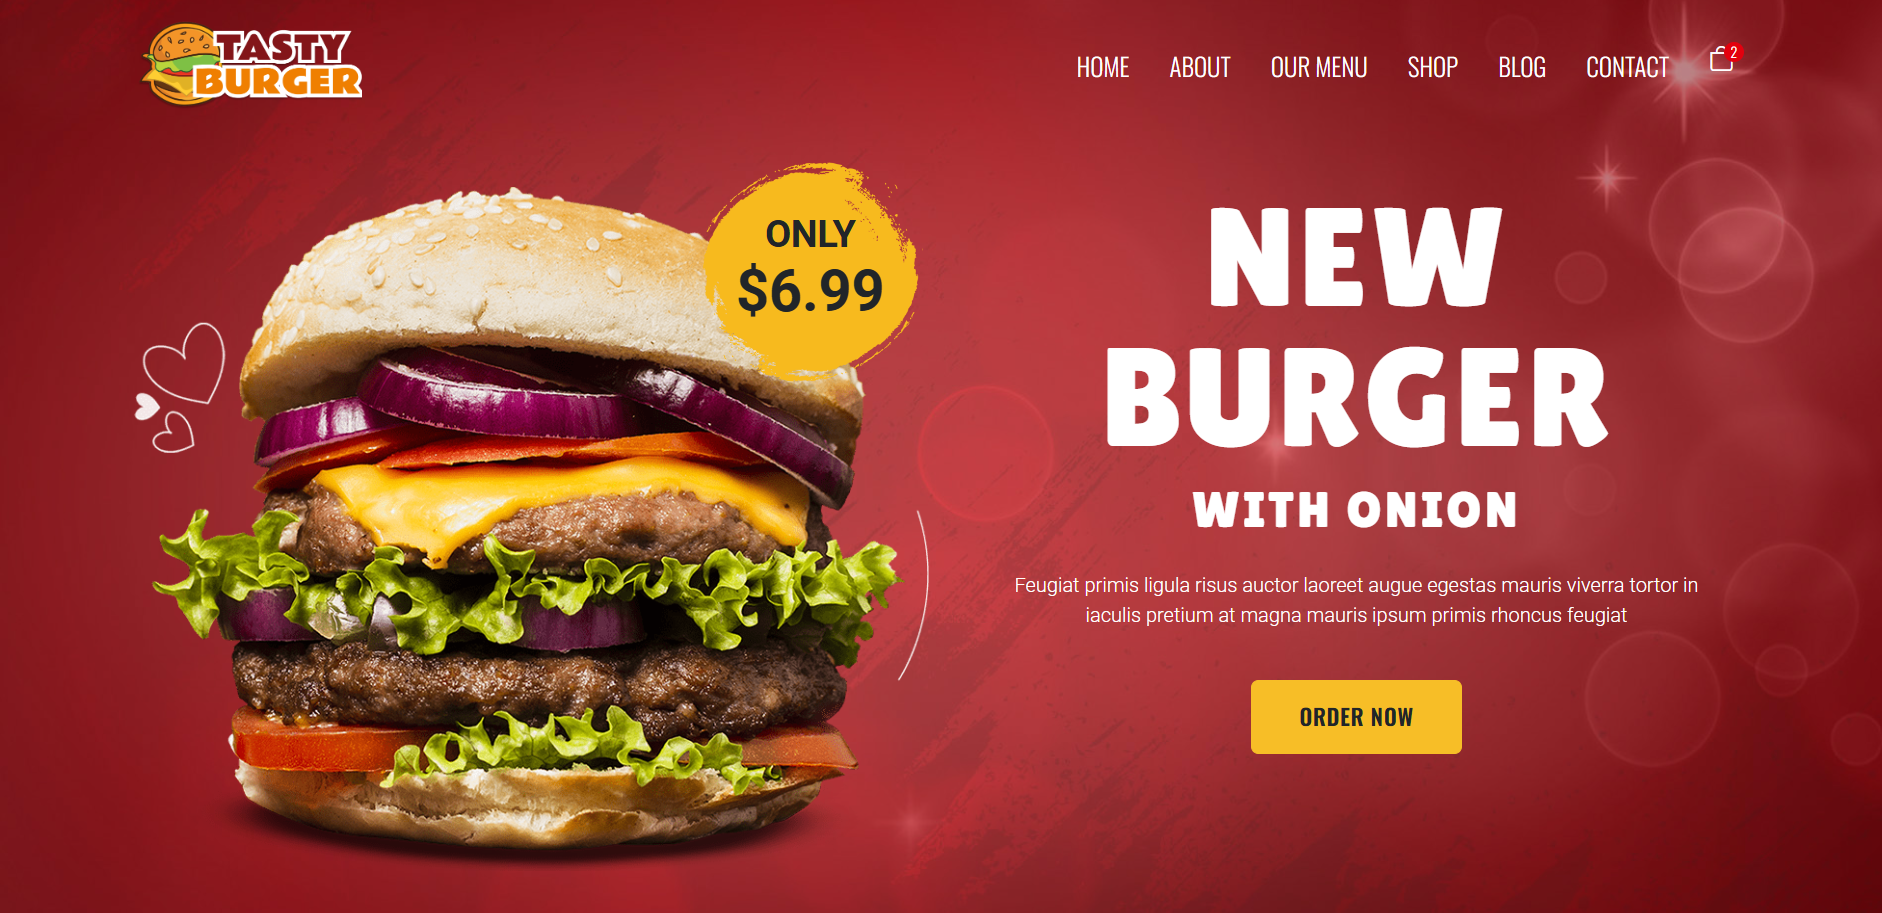 TASTY
BURGER
HOME ABOUT OUR MENU SHOP BLOG CONTACT 2
ONLY
$6.99
NEW
BURGER
WITH ONION
Feugiat primis ligula risus auctor laoreet augue egestas mauris viverra tortor in
iaculis pretium at magna mauris ipsum primis rhoncus feugiat
ORDER NOW